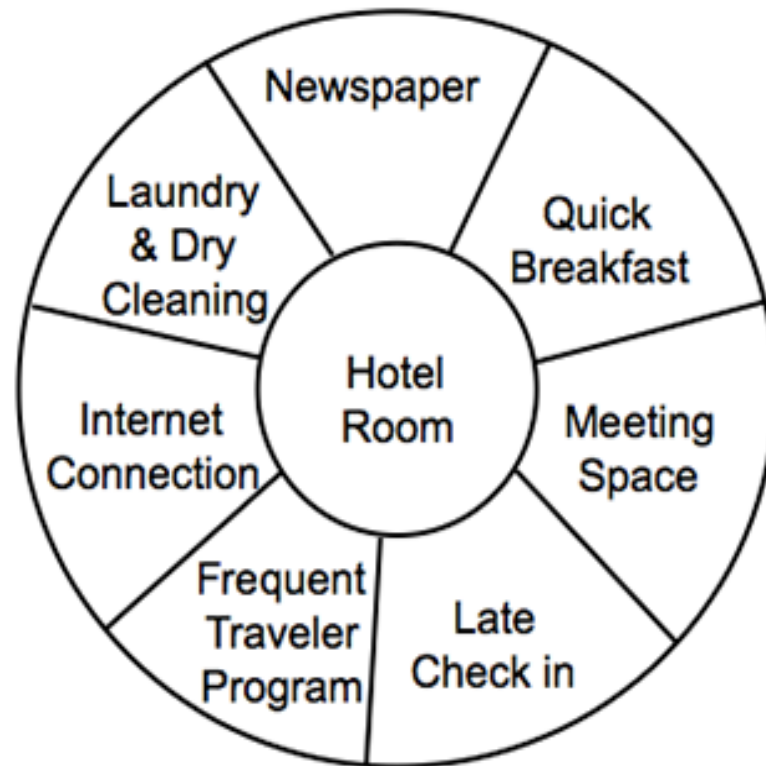 Newspaper
Quick
Breakfast
Meeting
Space
Late
Check in
Frequent
Traveler
Program
Internet
Connection
Laundry
& Dry
Cleaning
Hotel
Room